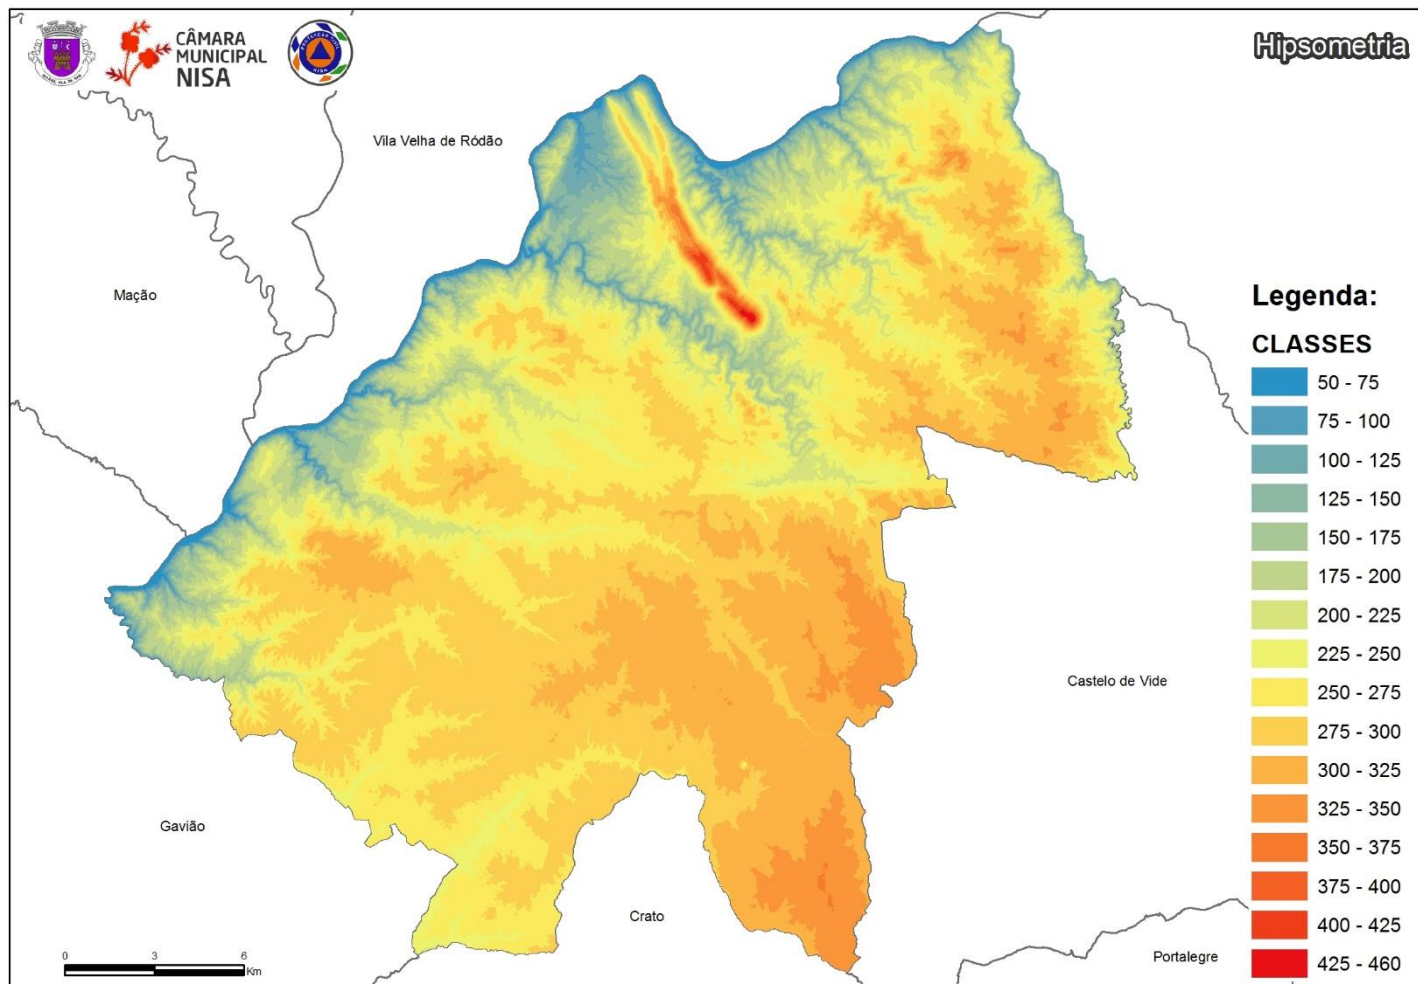 CÂMARA
MUNICIPAL
NISA
Hipsometria
Vila Velha de Ródão
Mação
Gavião
Crato
Castelo de Vide
Portalegre
Legenda:
CLASSES
50 - 75
75 - 100
100 - 125
125 - 150
150 - 175
175 - 200
200 - 225
225 - 250
250 - 275
275 - 300
300 - 325
325 - 350
350 - 375
375 - 400
400 - 425
425 - 460
0 3 6
Km